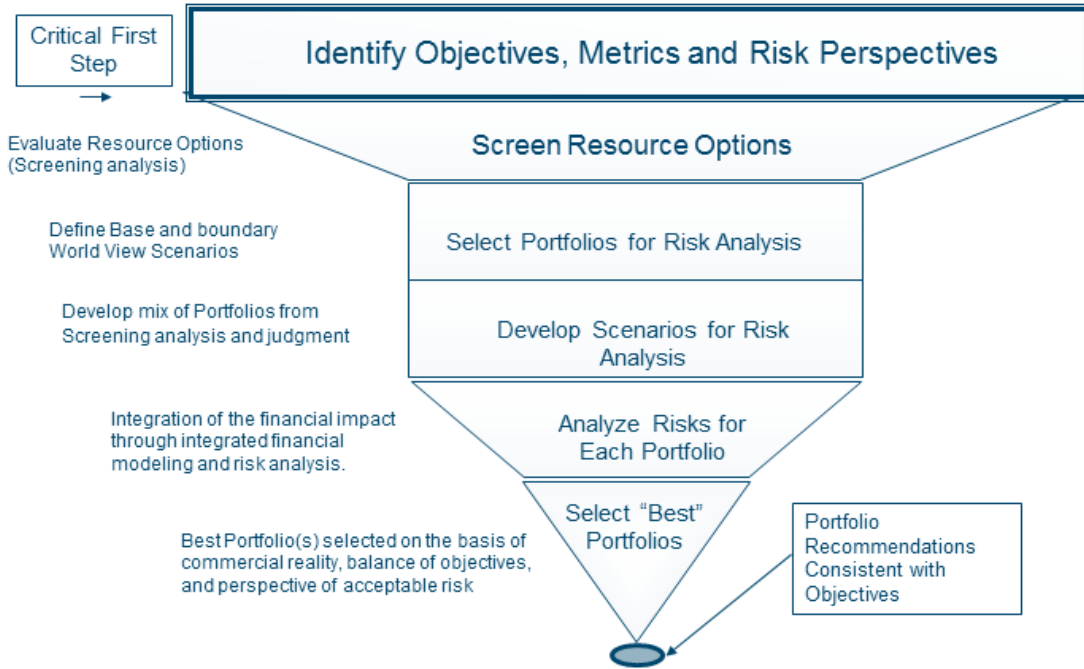 Critical First
Step
Identify Objectives, Metrics and Risk Perspectives
Evaluate Resource Options
(Screening analysis)
Screen Resource Options
Define Base and boundary
World View Scenarios
Select Portfolios for Risk Analysis
Develop mix of Portfolios from
Screening analysis and judgment
Develop Scenarios for Risk
Analysis
Integration of the financial impact
through integrated financial
modeling and risk analysis.
Analyze Risks for
Each Portfolio
Select “Best”
Portfolios
Best Portfolio(s) selected on the basis of
commercial reality, balance of objectives,
and perspective of acceptable risk
Portfolio
Recommendations
Consistent with
Objectives